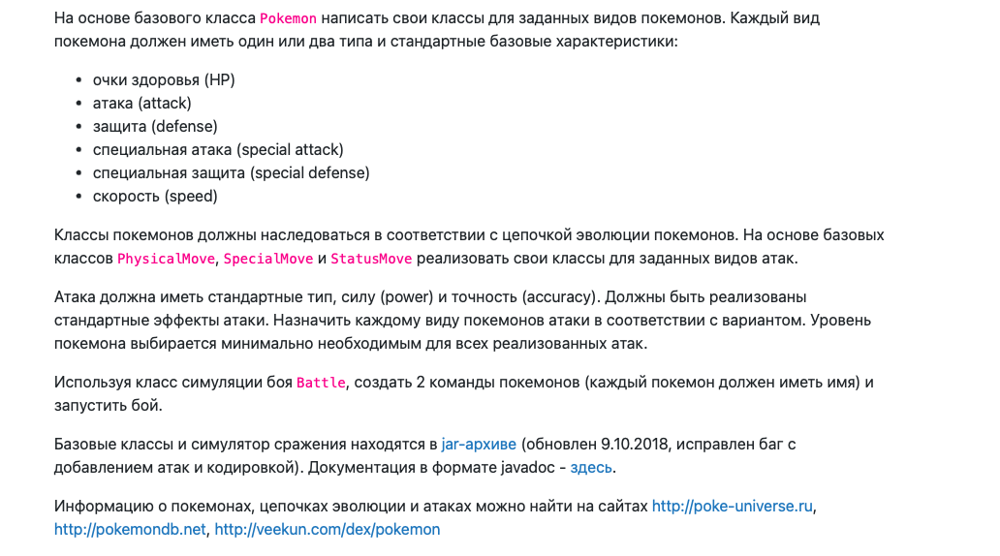 На основе базового класса Pokemon написать свои классы для заданных видов покемонов. Каждый вид
покемона должен иметь один или два типа и стандартные базовые характеристики:
• очки здоровья (HP)
• атака (attack)
• защита (defense)
• специальная атака (special attack)
• специальная защита (special defense)
• скорость (speed)
Классы покемонов должны наследоваться в соответствии с цепочкой эволюции покемонов. На основе базовых
классов PhysicalMove, SpecialMove и StatusMove реализовать свои классы для заданных видов атак.
Атака должна иметь стандартные тип, силу (power) и точность (accuracy). Должны быть реализованы
стандартные эффекты атаки. Назначить каждому виду покемонов атаки в соответствии с вариантом. Уровень
покемона выбирается минимально необходимым для всех реализованных атак.
Используя класс симуляции боя Battle, создать 2 команды покемонов (каждый покемон должен иметь имя) и
запустить бой.
Базовые классы и симулятор сражения находятся в jar-архиве (обновлен 9.10.2018, исправлен баг с
добавлением атак и кодировкой). Документация в формате javadoc - здесь.
Информацию о покемонах, цепочках эволюции и атаках можно найти на сайтах http://poke-universe.ru,
http://pokemondb.net, http://veekun.com/dex/pokemon